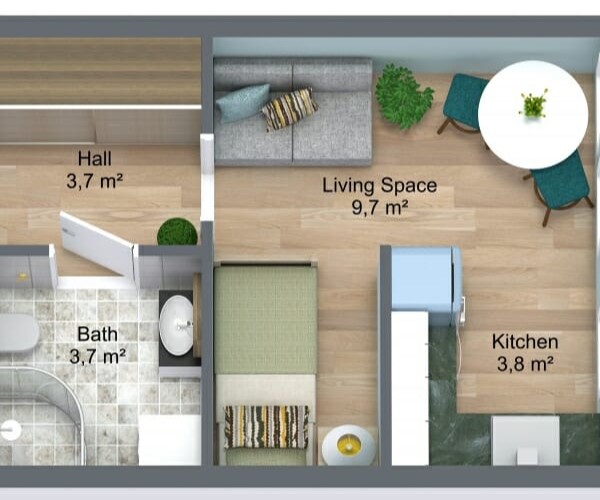 Hall
3,7 m²
Living Space
9,7 m²
Bath
3,7 m²
Kitchen
3,8 m²